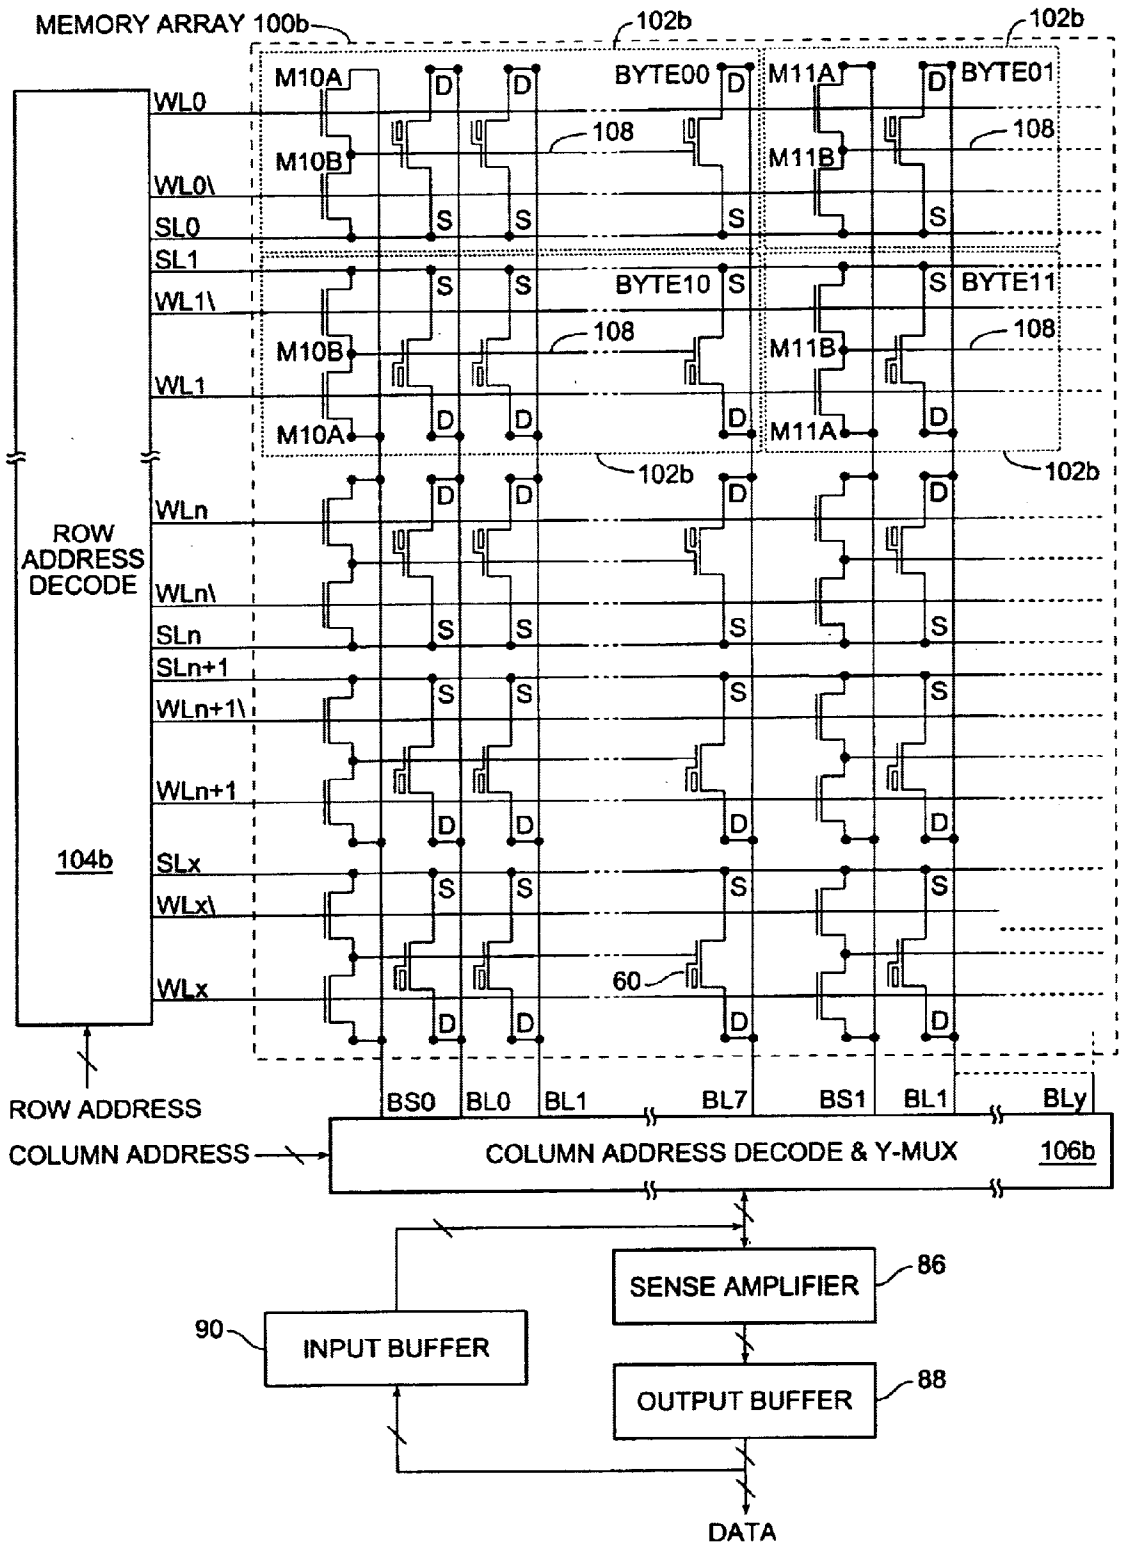 MEMORY ARRAY 100b
102b
102b
M10A
D
D
BYTE00
D
M11A
D
BYTE01
WL0
108
108
M10B
M11B
WL0\
S
S
S
S
SL0
SL1
S
S
BYTE10
S
S
BYTE11
WL1\
108
108
M10B
M11B
WL1
D
D
D
D
M10A
M11A
102b
102b
D
D
D
D
WLn
ROW
ADDRESS
DECODE
WLn\
S
S
S
S
SLn
SLn+1
S
S
S
S
WLn+1\
WLn+1
D
D
D
D
104b
SLx
S
S
S
S
WLx\
60
WLx
D
D
D
D
ROW ADDRESS
BS0
BL0
BL1
BL7
BS1
BL1
BLy
COLUMN ADDRESS
COLUMN ADDRESS DECODE & Y-MUX
106b
SENSE AMPLIFIER
86
90
INPUT BUFFER
OUTPUT BUFFER
88
DATA